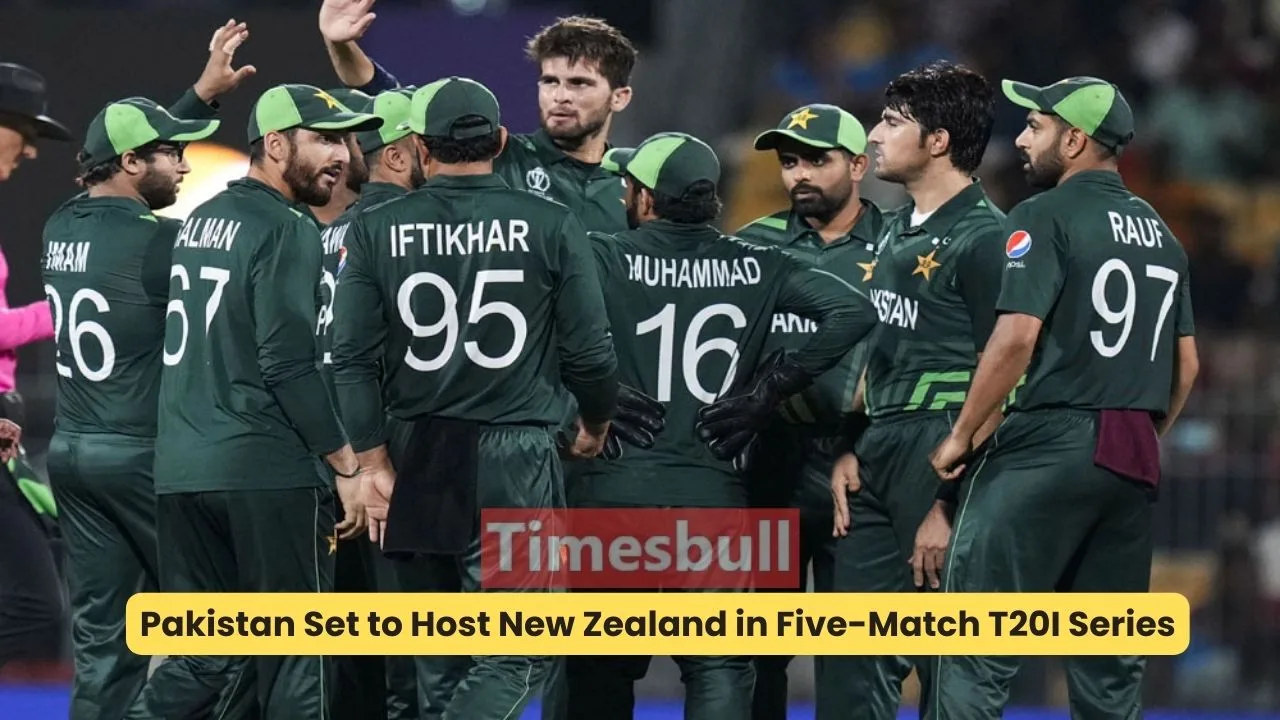 IMAM
26
SALMAN
67
IFTIKHAR
95
MUHAMMAD
16
RAUF
97
pepsi
Timesbull
Pakistan Set to Host New Zealand in Five-Match T20I Series